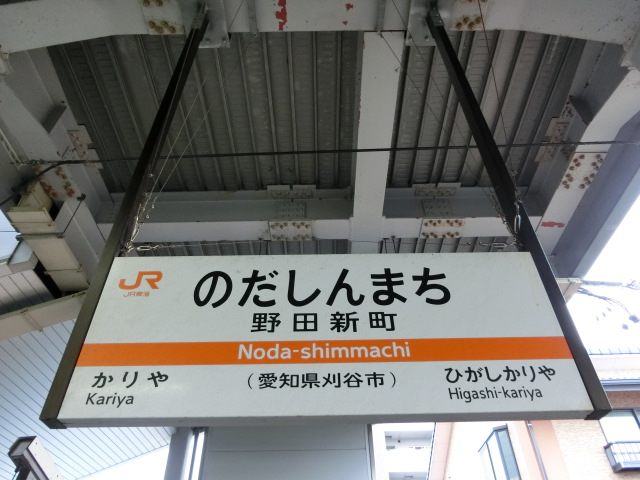 JR
JR東海
のだしんまち
野田新町
Noda-shimmachi
かりや
Kariya
(愛知県刈谷市)
ひがしかりや
Higashi-kariya